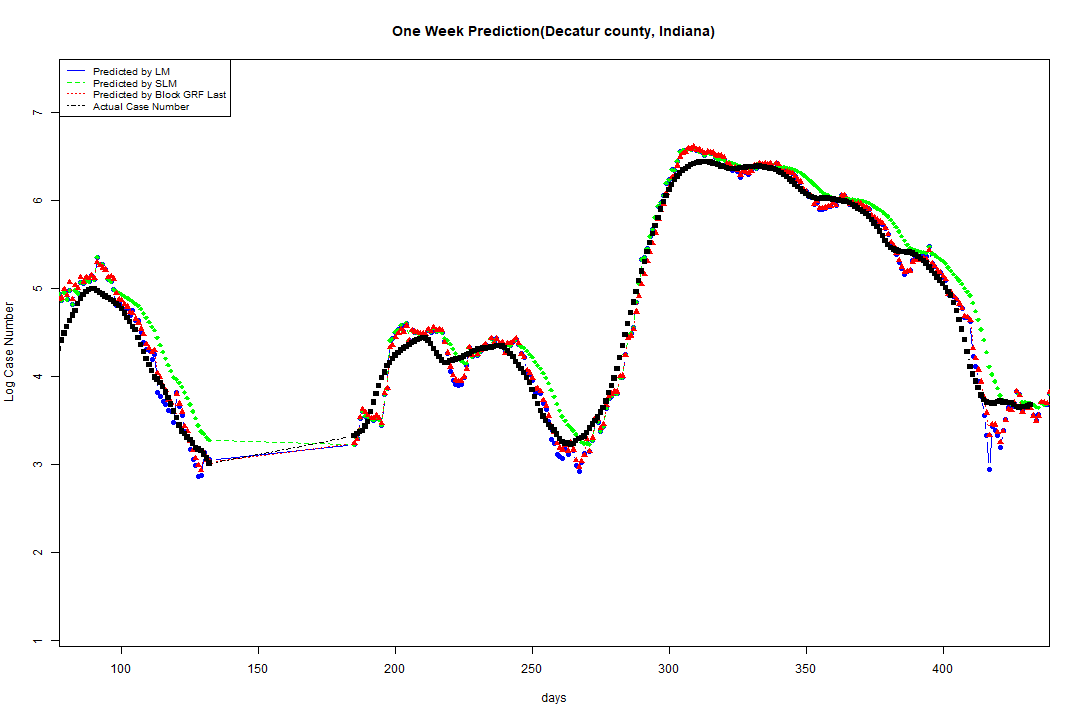 One Week Prediction(Decatur county, Indiana)
Predicted by LM
Predicted by SLM
Predicted by Block GRF Last
Actual Case Number
Log Case Number
7
6
5
4
3
2
1
100 150 200 250 300 350 400
days